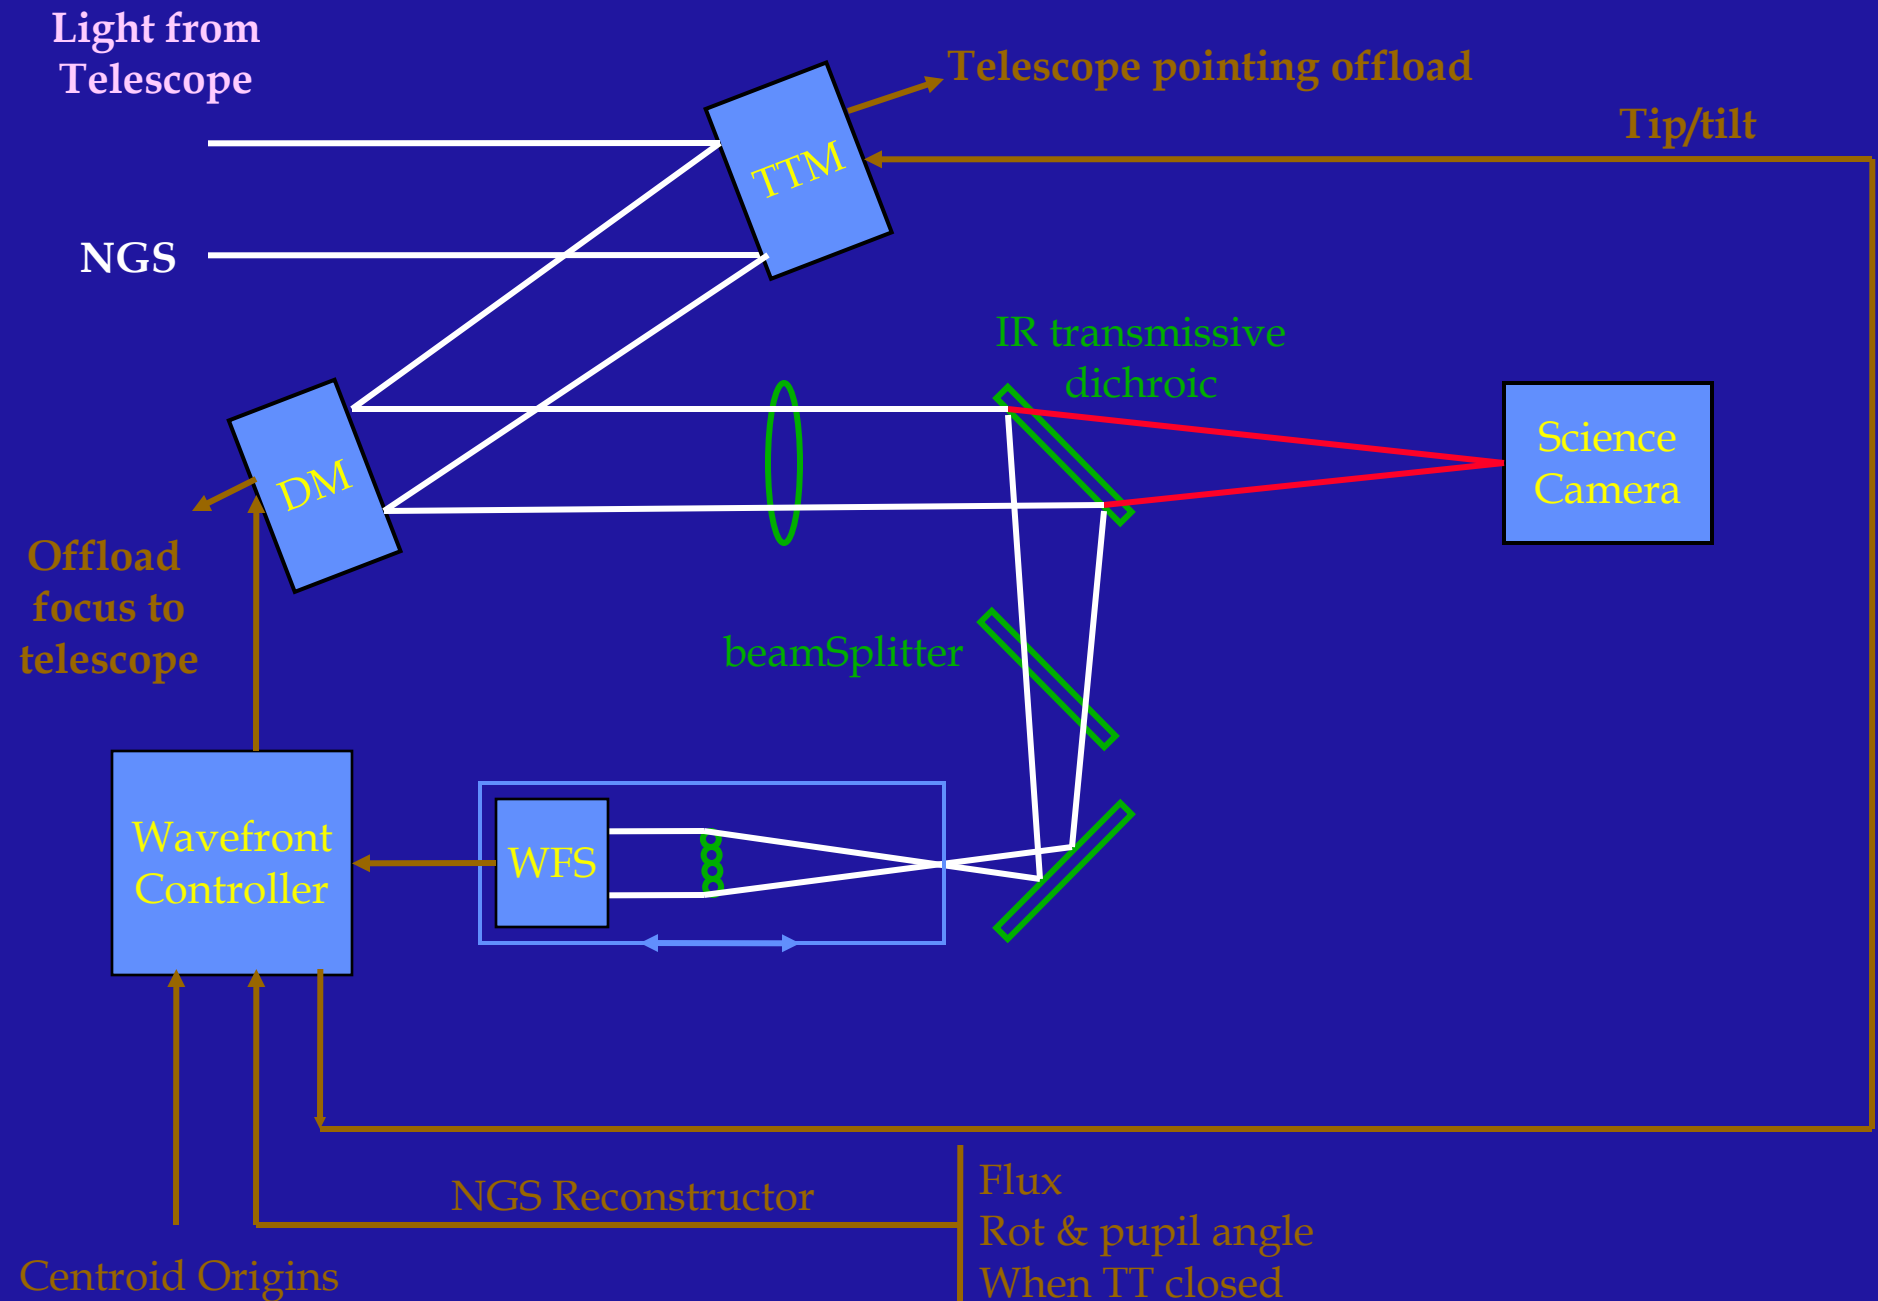 Light from
Telescope
Telescope pointing offload
Tip/tilt
TTM
NGS
IR transmissive
dichroic
Science
Camera
DM
Offload
focus to
telescope
beamSplitter
Wavefront
Controller
WFS
NGS Reconstructor
Flux
Rot & pupil angle
When TT closed
Centroid Origins